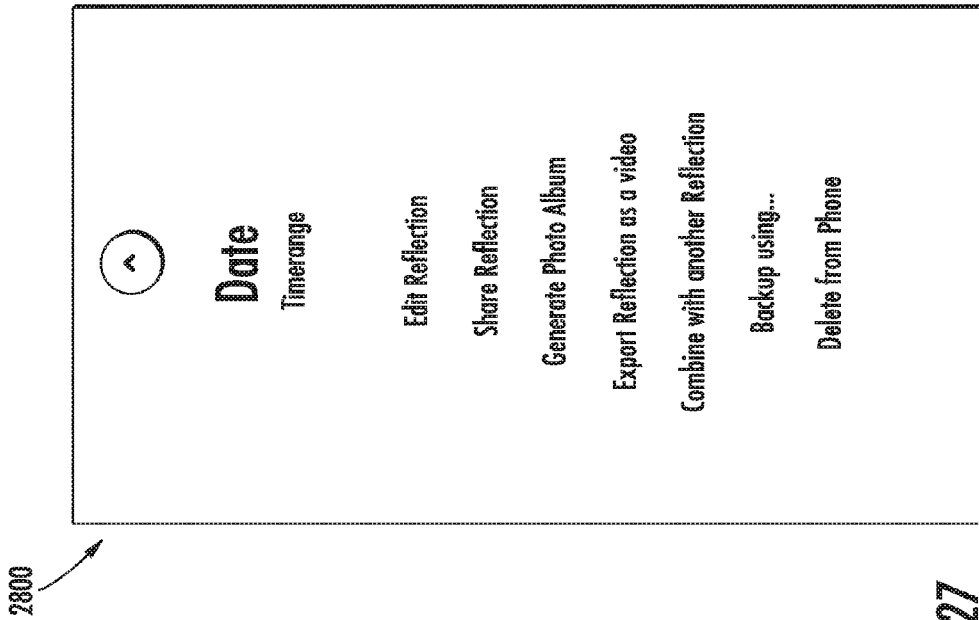 2800
Date
Timerange
Edit Reflection
Share Reflection
Generate Photo Album
Export Reflection as a video
Combine with another Reflection
Backup using...
Delete from Phone
27